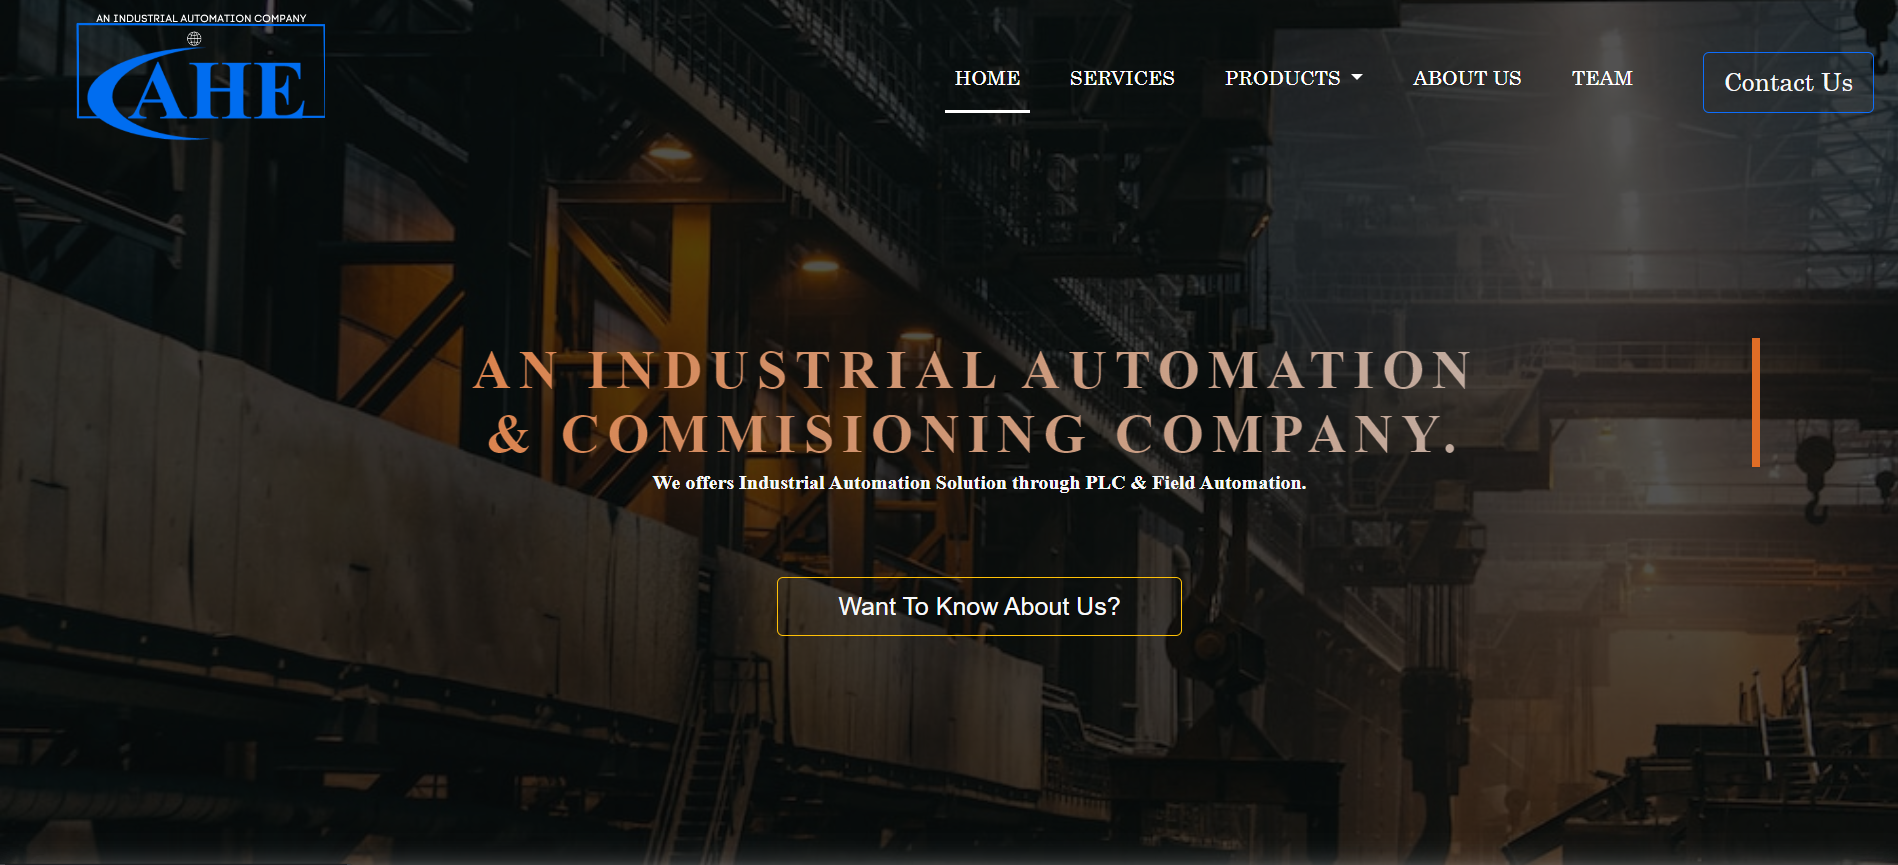 AN INDUSTRIAL AUTOMATION COMPANY
CAHE
HOME SERVICES PRODUCTS ABOUT US TEAM Contact Us
AN INDUSTRIAL AUTOMATION
& COMMISIONING COMPANY.
We offers Industrial Automation Solution through PLC & Field Automation.
Want To Know About Us?